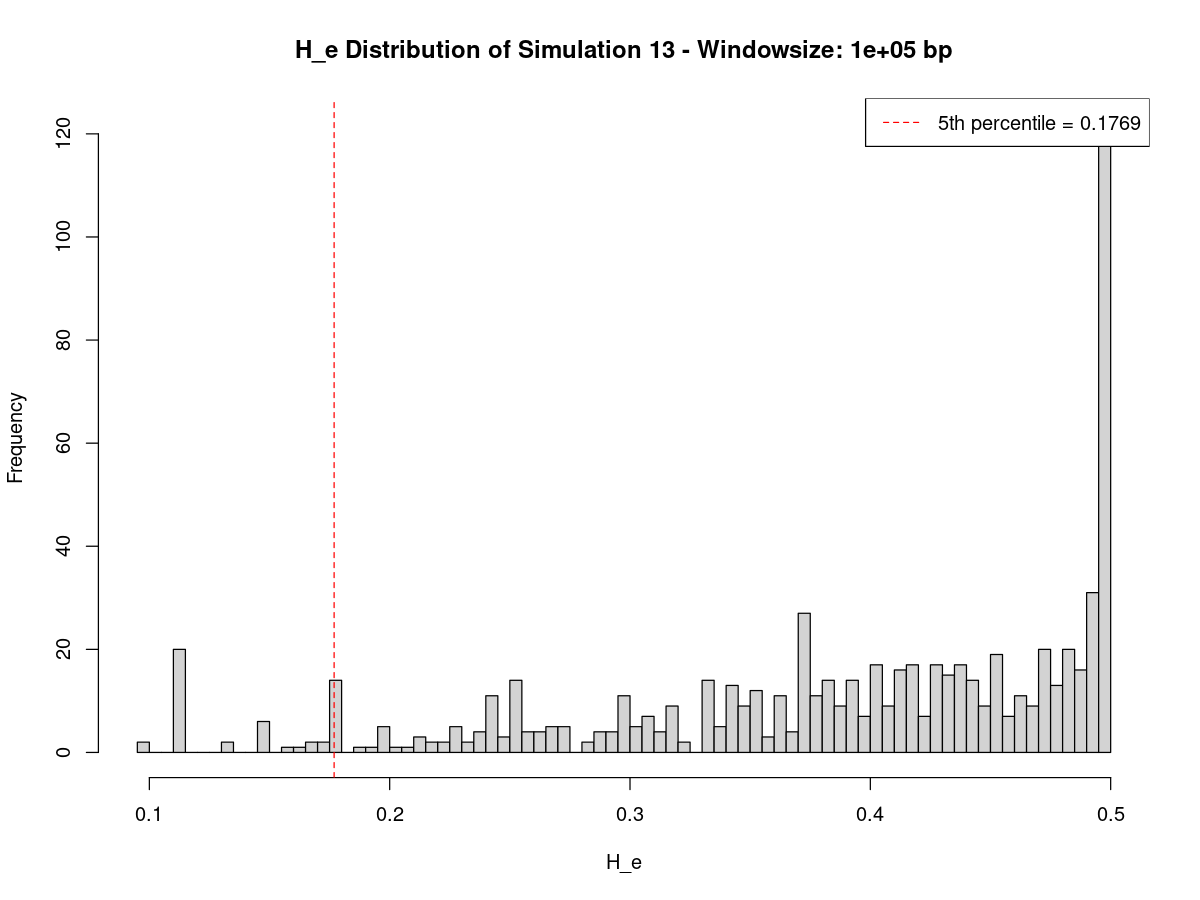 H_e Distribution of Simulation 13 - Windowsize: 1e+05 bp
5th percentile = 0.1769
120
100
80
60
40
20
0
Frequency
0.1 0.2 0.3 0.4 0.5
H_e